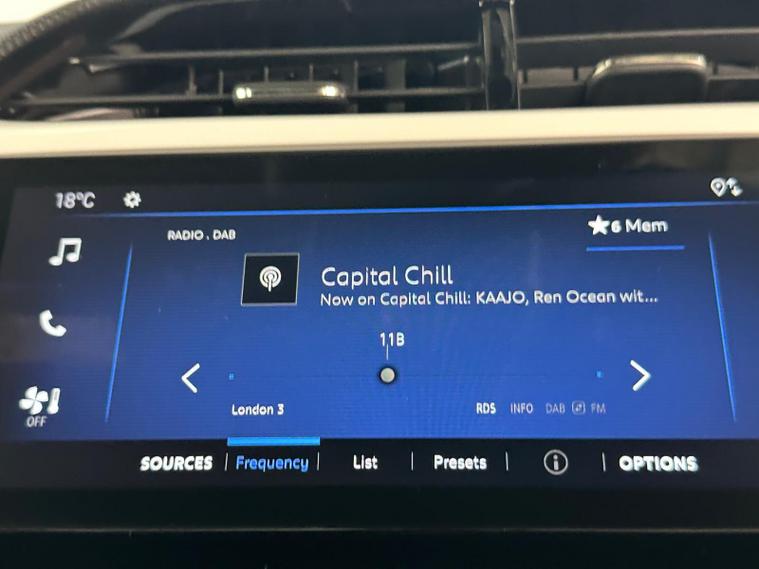 18°C
RADIO . DAB
6 Mem
Capital Chill
Now on Capital Chill: KAAJO, Ren Ocean wit...
11B
London 3
RDS INFO DAB FM
OFF
SOURCES | Frequency | List | Presets | i | OPTIONS